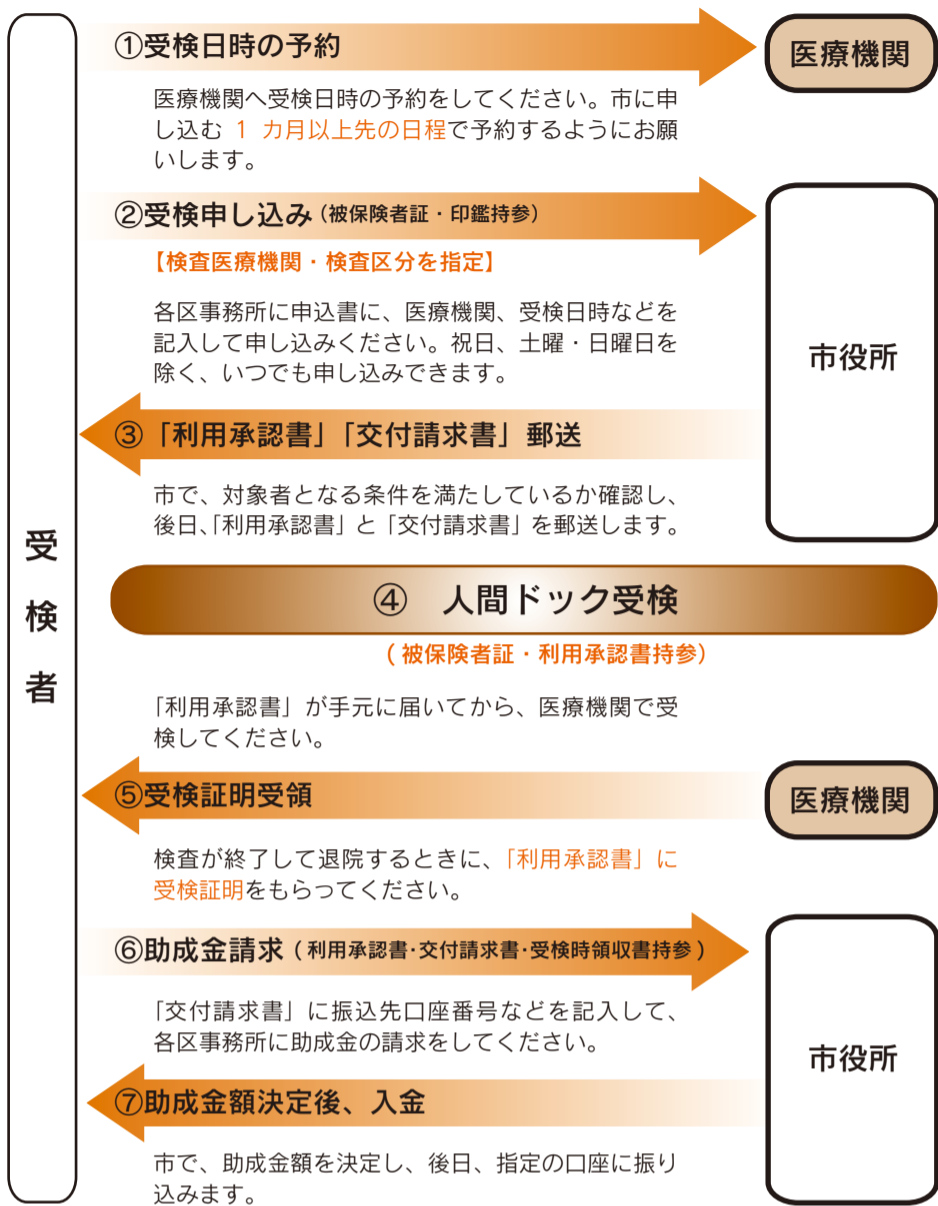 ①受検日時の予約
医療機関
医療機関へ受検日時の予約をしてください。市に申
し込む 1 カ月以上先の日程で予約するようにお願
いします。
②受検申し込み(被保険者証・印鑑持参)
【検査医療機関・検査区分を指定】
各区事務所に申込書に、医療機関、受検日時などを
記入して申し込みください。祝日、土曜・日曜日を
除く、いつでも申し込みできます。
市役所
③「利用承認書」「交付請求書」郵送
市で、対象者となる条件を満たしているか確認し、
後日、「利用承認書」と「交付請求書」を郵送します。
受検者
④ 人間ドック受検
(被保険者証・利用承認書持参)
「利用承認書」が手元に届いてから、医療機関で受
検してください。
⑤受検証明受領
医療機関
検査が終了して退院するときに、「利用承認書」に
受検証明をもらってください。
⑥助成金請求(利用承認書・交付請求書・受検時領収書持参)
「交付請求書」に振込先口座番号などを記入して、
各区事務所に助成金の請求をしてください。
市役所
⑦助成金額決定後、入金
市で、助成金額を決定し、後日、指定の口座に振り
込みます。